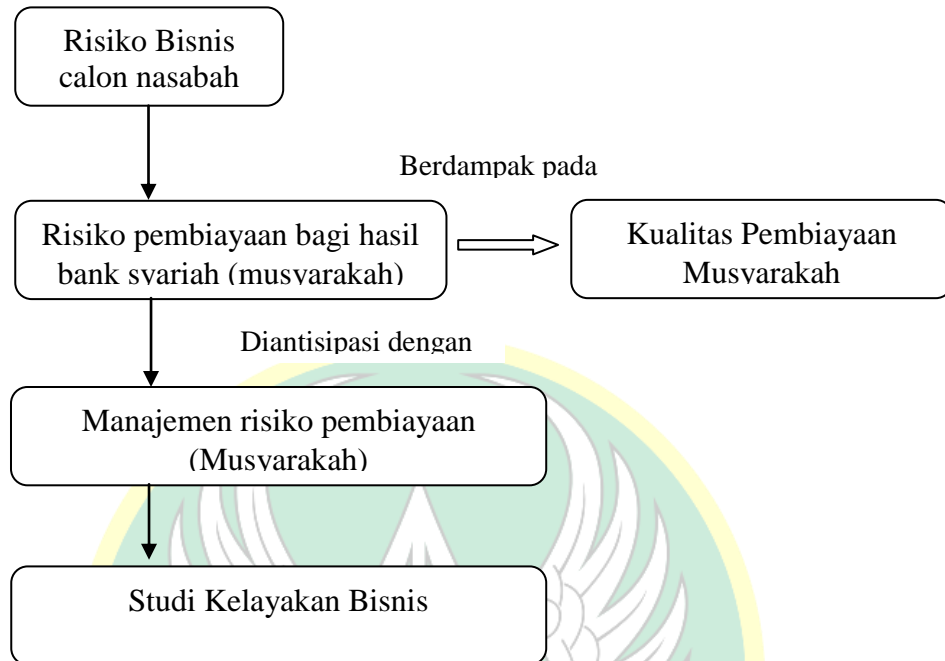 Risiko Bisnis
calon nasabah
Berdampak pada
Risiko pembiayaan bagi hasil
bank syariah (musyarakah)
Kualitas Pembiayaan
Musyarakah
Diantisipasi dengan
Manajemen risiko pembiayaan
(Musyarakah)
Studi Kelayakan Bisnis